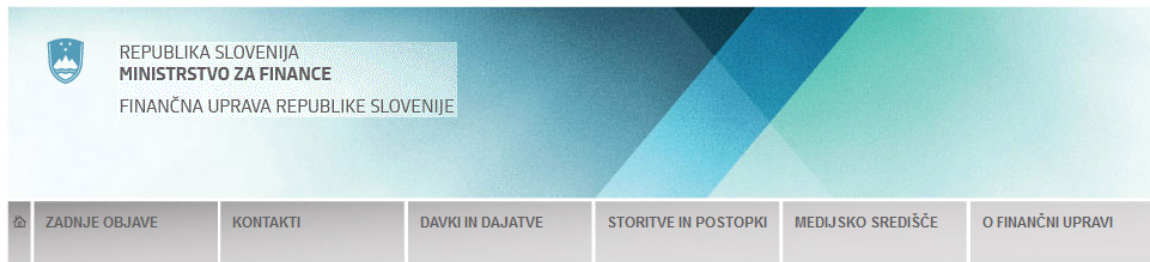 REPUBLIKA SLOVENIJA
MINISTRSTVO ZA FINANCE
FINANČNA UPRAVA REPUBLIKE SLOVENIJE
ZADNJE OBJAVE
KONTAKTI
DAVKI IN DAJATVE
STORITVE IN POSTOPKI
MEDIJSKO SREDIŠČE
O FINANČNI UPRAVI